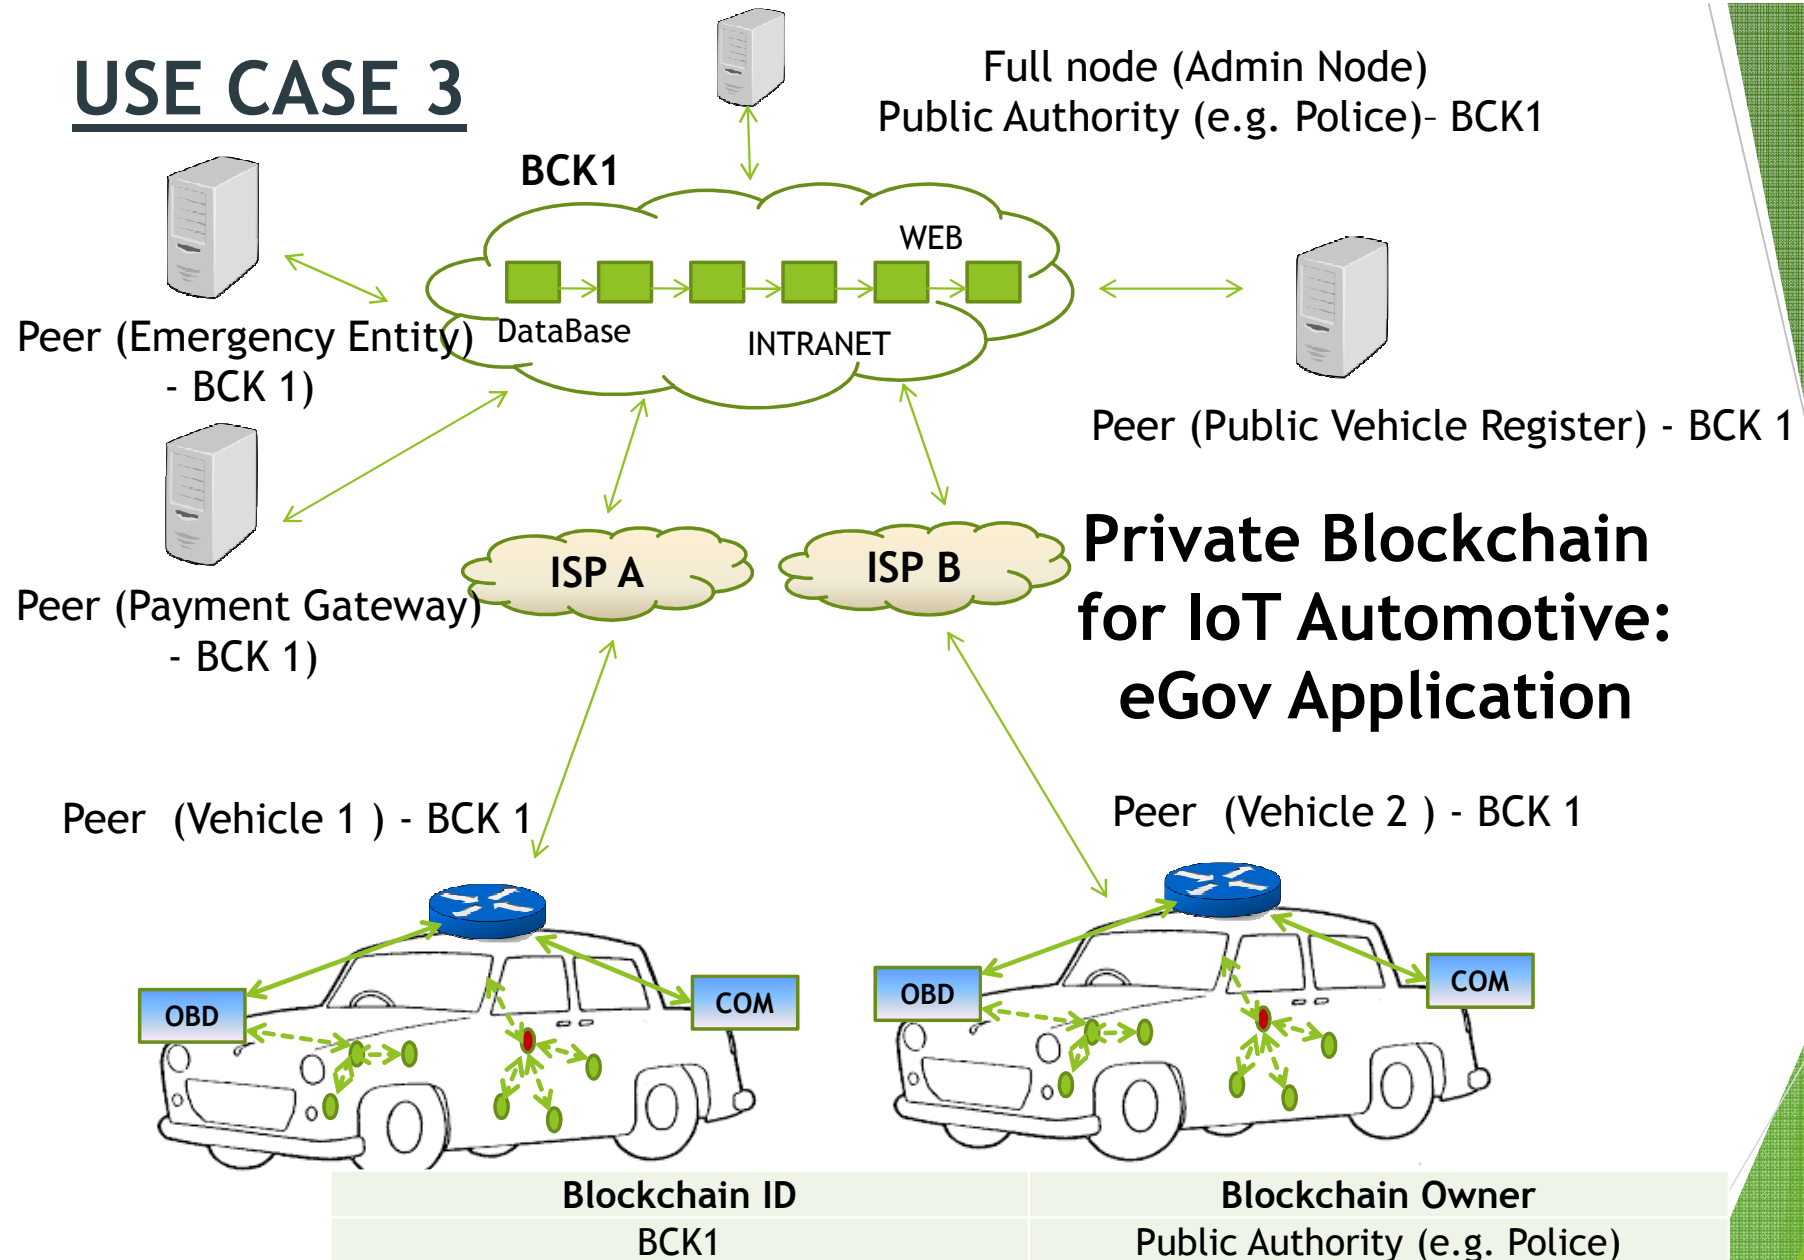 USE CASE 3
Full node (Admin Node)
Public Authority (e.g. Police)– BCK1
BCK1
WEB
DataBase
INTRANET
Peer (Emergency Entity)
- BCK 1)
Peer (Public Vehicle Register) - BCK 1
ISP A
ISP B
Peer (Payment Gateway)
- BCK 1)
Private Blockchain
for IoT Automotive:
eGov Application
Peer (Vehicle 1 ) - BCK 1
Peer (Vehicle 2 ) - BCK 1
OBD
COM
OBD
COM
Blockchain ID
Blockchain Owner
BCK1
Public Authority (e.g. Police)